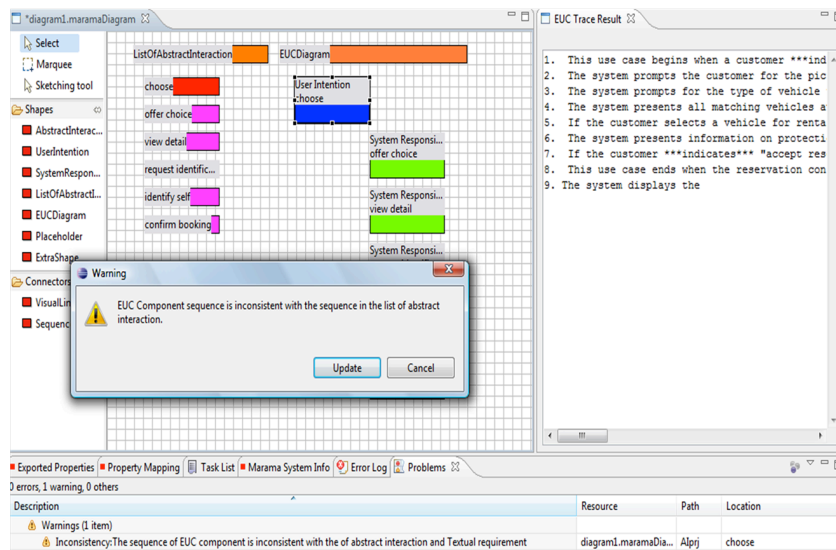 *diagram1.maramaDiagram
EUC Trace Result
Select
Marquee
Sketching tool
Shapes
AbstractInterac...
UserIntention
SystemRespon...
ListOfAbstractI...
EUCDiagram
Placeholder
ExtraShape
Connectors
VisualLin
Sequenc
ListOfAbstractInteraction
EUCDiagram
choose
offer choice
view detail
request identific...
identify self
confirm booking
User Intention
choose
System Responsi...
offer choice
System Responsi...
view detail
System Responsi...
1. This use case begins when a customer ***ind
2. The system prompts the customer for the pic
3. The system prompts for the type of vehicle
4. The system presents all matching vehicles a
5. If the customer selects a vehicle for renta
6. The system presents information on protecti
7. If the customer ***indicates*** "accept res
8. This use case ends when the reservation con
9. The system displays the
Warning
EUC Component sequence is inconsistent with the sequence in the list of abstract
interaction.
Update
Cancel
Exported Properties
Property Mapping
Task List
Marama System Info
Error Log
Problems
0 errors, 1 warning, 0 others
Description
Resource
Path
Location
Warnings (1 item)
Inconsistency:The sequence of EUC component is inconsistent with the of abstract interaction and Textual requirement
diagram1.maramaDia...
AIprj
choose